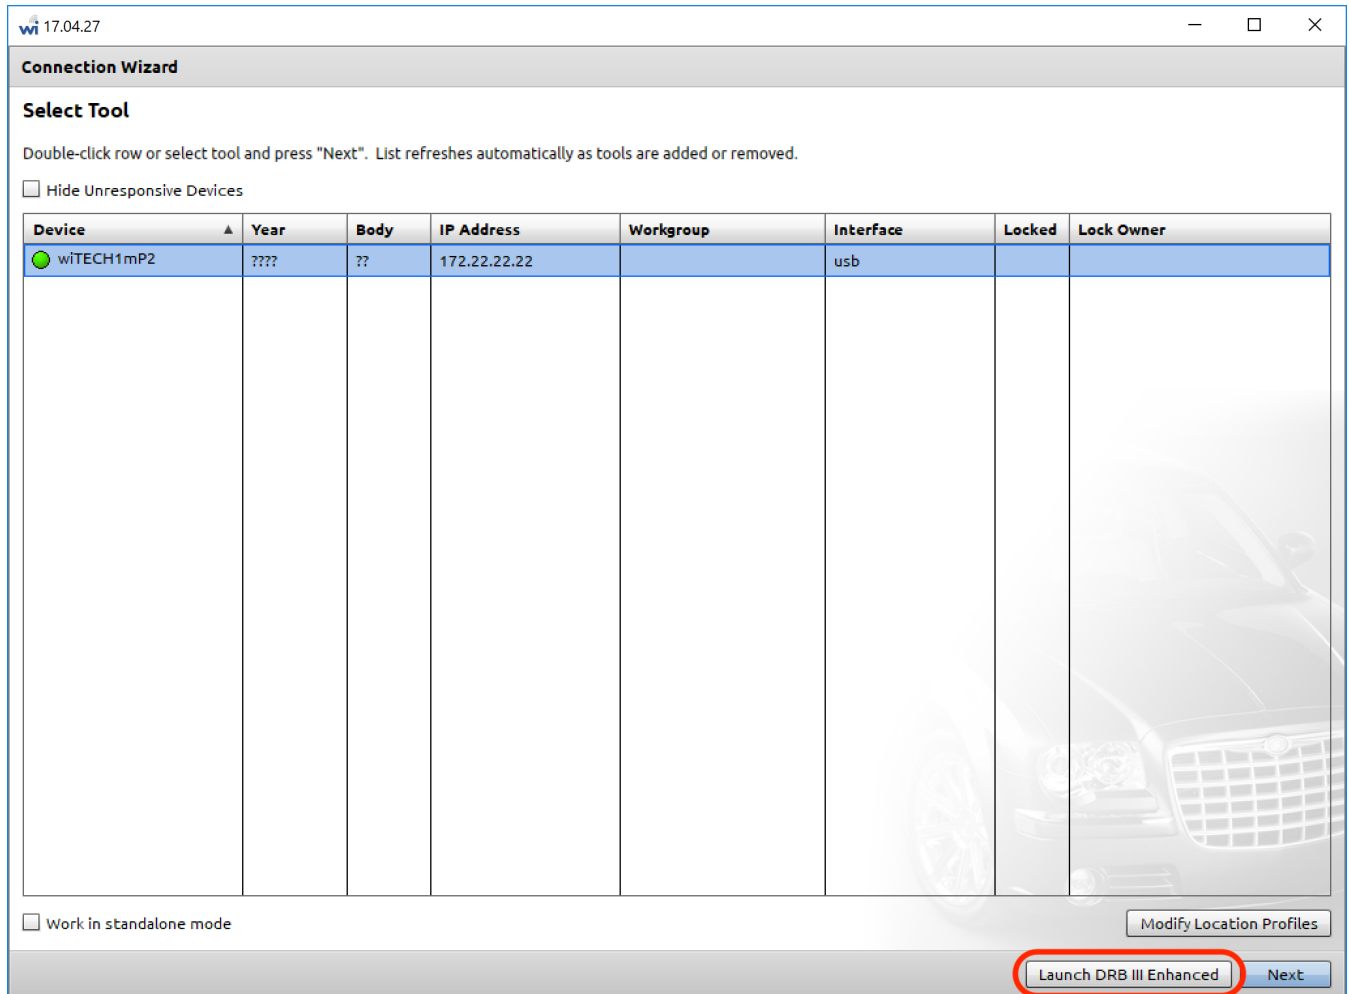 wi 17.04.27
Connection Wizard
Select Tool
Double-click row or select tool and press "Next". List refreshes automatically as tools are added or removed.
Hide Unresponsive Devices
Device Year Body IP Address Workgroup Interface Locked Lock Owner
wiTECH1mP2 ???? ?? 172.22.22.22 usb
Work in standalone mode
Modify Location Profiles
Launch DRB III Enhanced Next